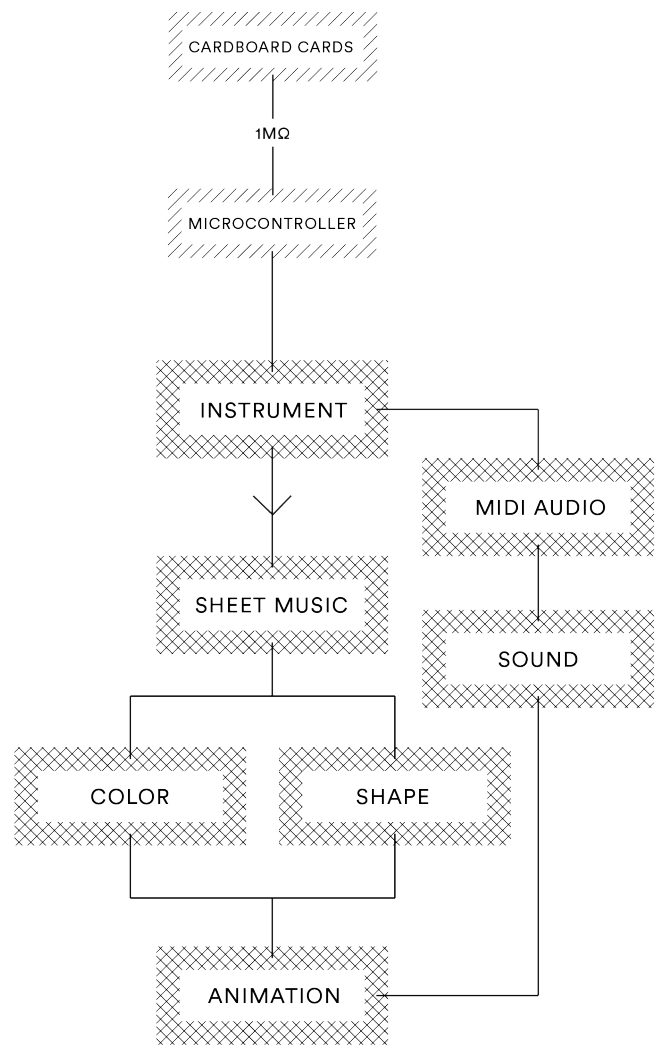 CARDBOARD CARDS
1MΩ
MICROCONTROLLER
INSTRUMENT
MIDI AUDIO
SHEET MUSIC
SOUND
COLOR
SHAPE
ANIMATION